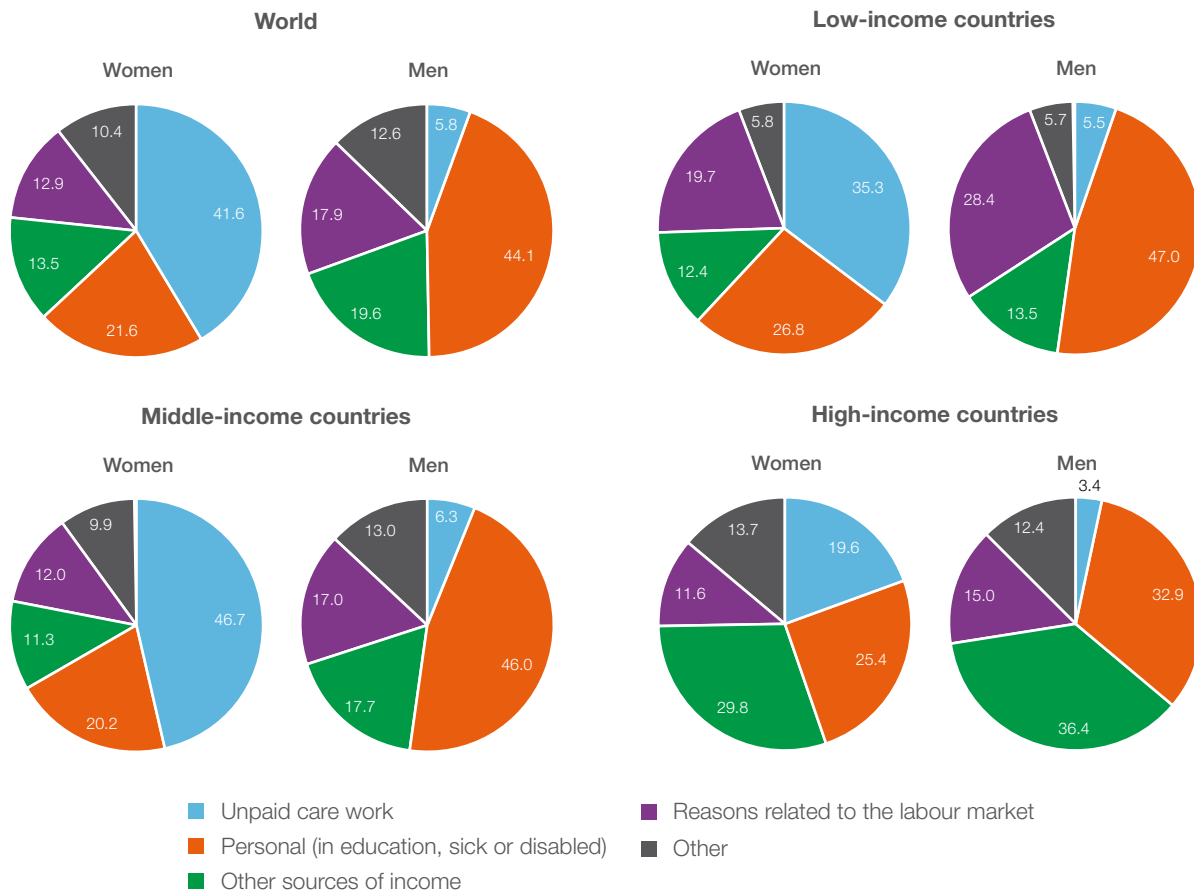 World
Women
Men
10.4
12.9
41.6
13.5
21.6
12.6
5.8
17.9
44.1
19.6
Low-income countries
Women
Men
5.8
19.7
35.3
12.4
26.8
5.7
5.5
28.4
47.0
13.5
Middle-income countries
Women
Men
9.9
12.0
46.7
11.3
20.2
13.0
6.3
17.0
46.0
17.7
High-income countries
Women
Men
13.7
19.6
11.6
25.4
29.8
3.4
12.4
15.0
32.9
36.4
Unpaid care work
Personal (in education, sick or disabled)
Other sources of income
Reasons related to the labour market
Other